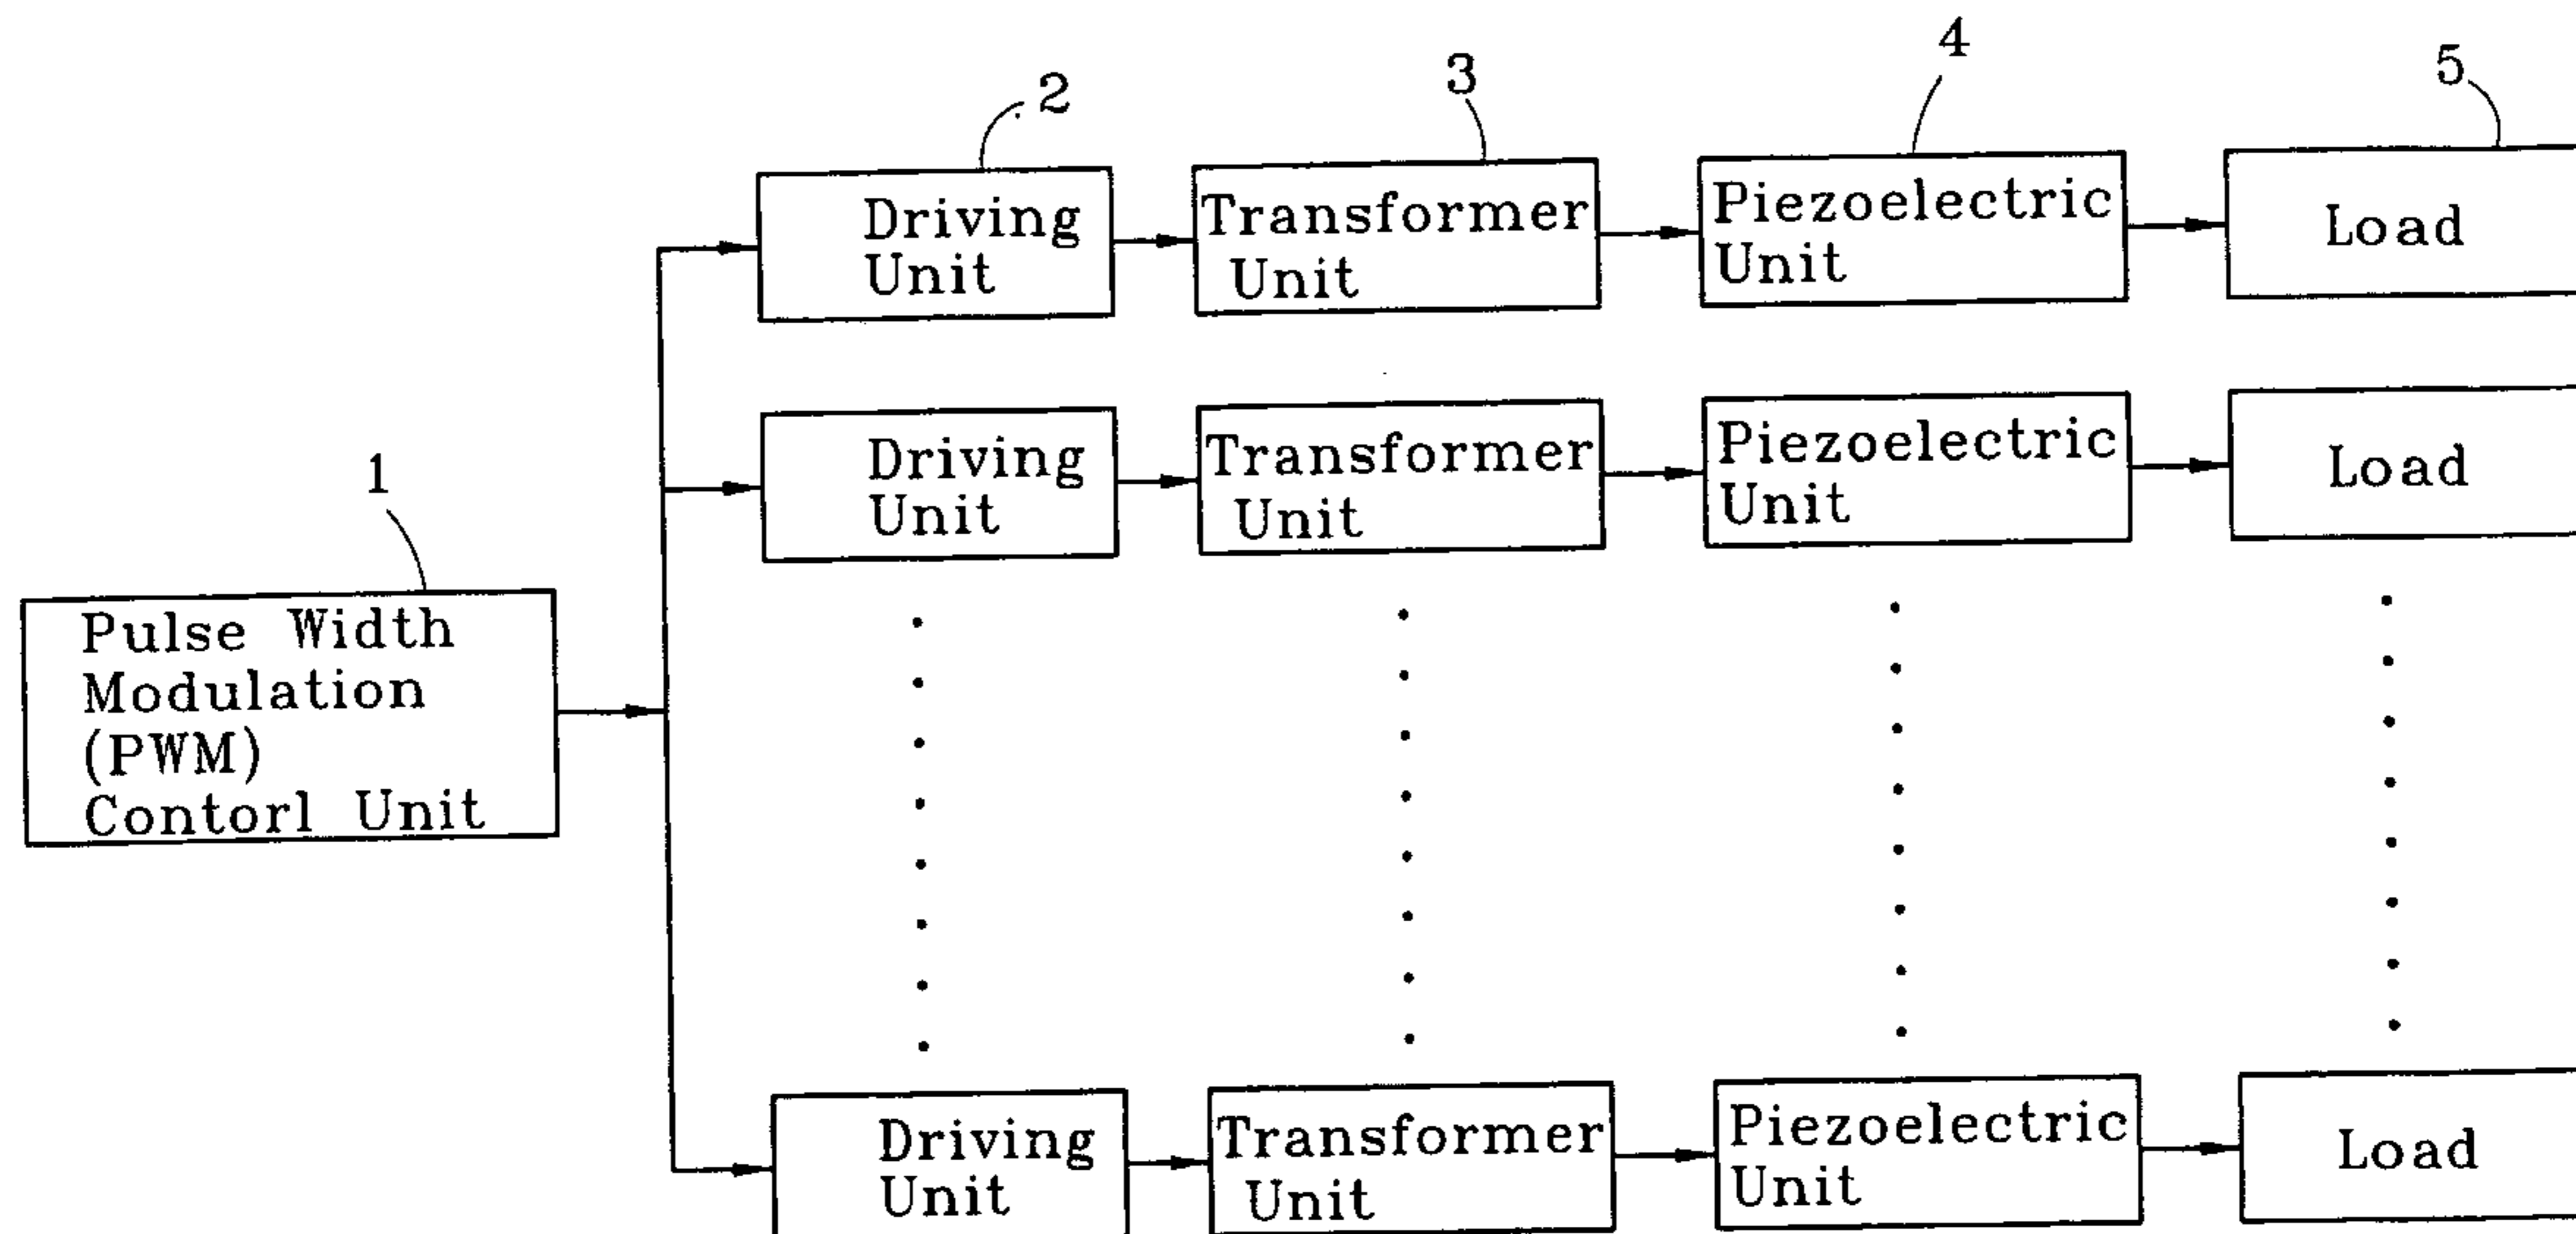 4
5
3
2
Driving
Unit
Transformer
Unit
Piezoelectric
Unit
Load
Driving
Unit
Transformer
Unit
Piezoelectric
Unit
Load
1
Pulse Width
Modulation
(PWM)
Contorl Unit
Driving
Unit
Transformer
Unit
Piezoelectric
Unit
Load